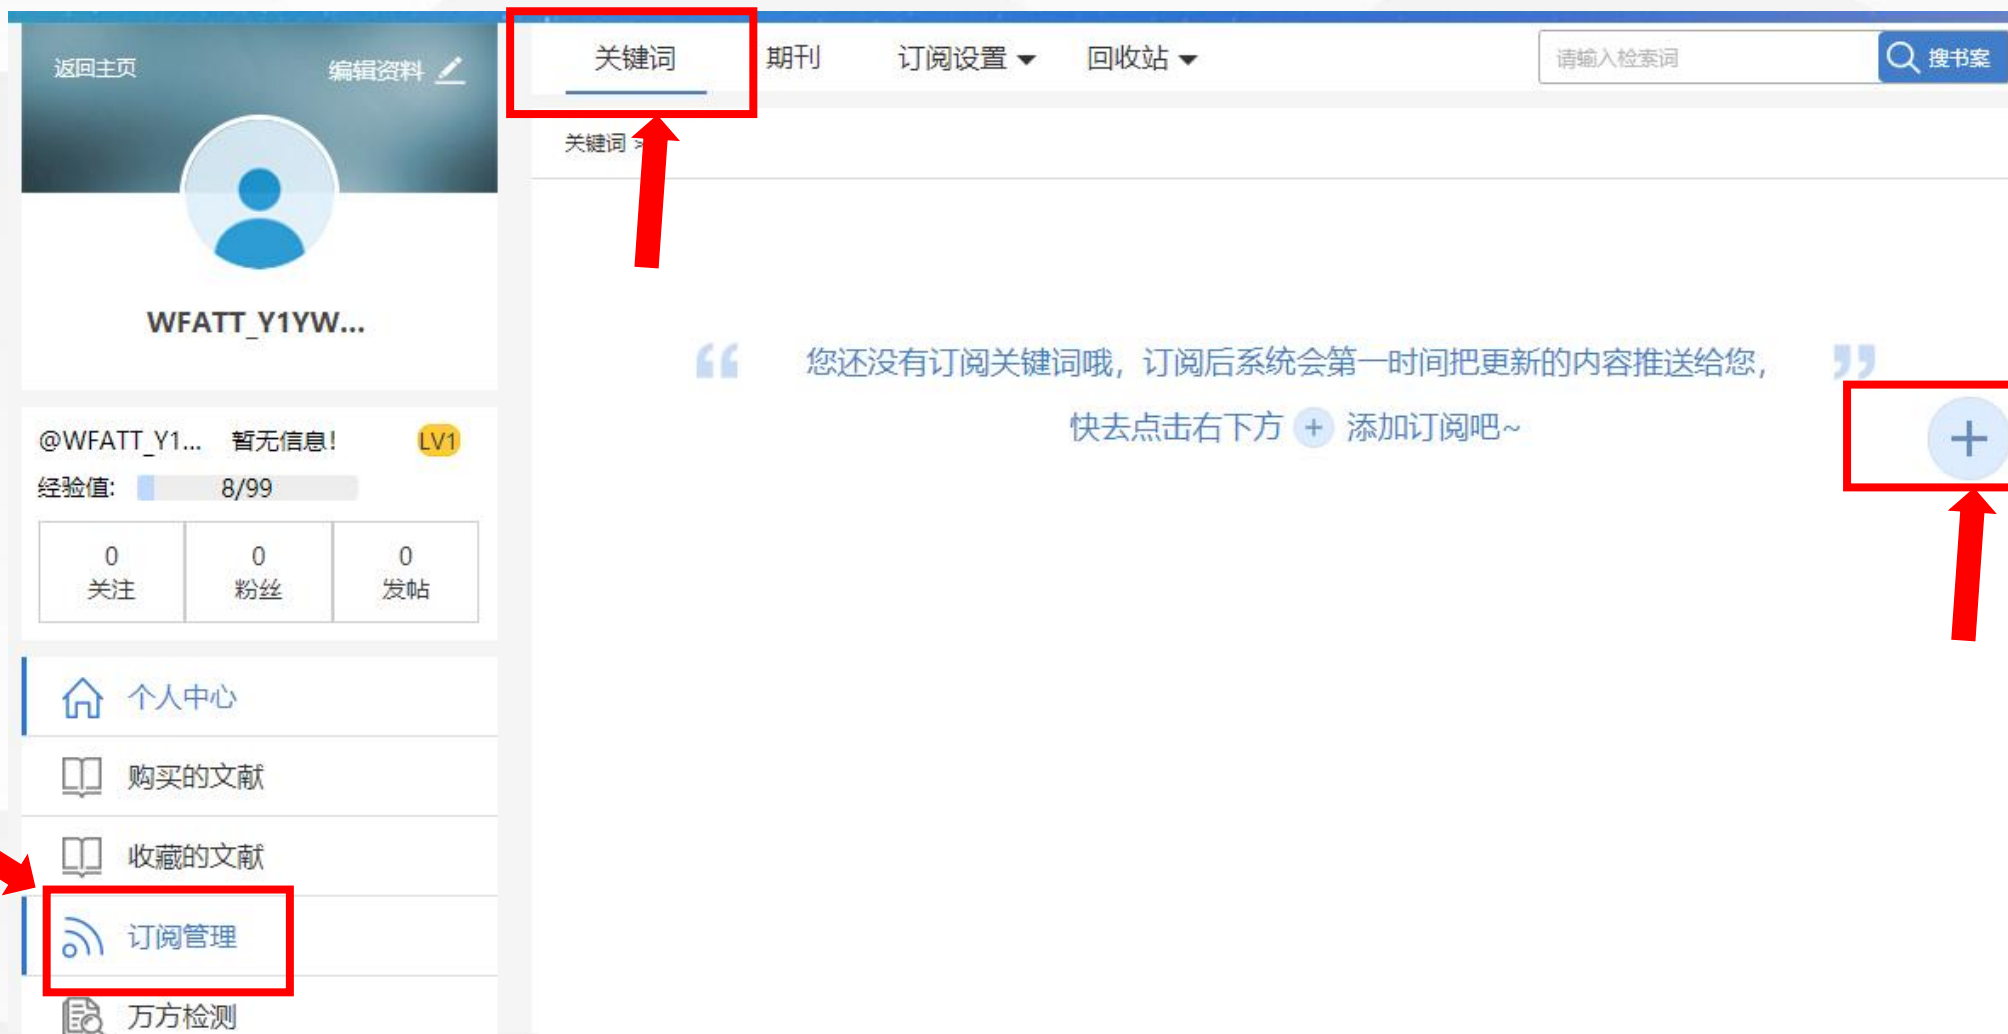 返回主页
编辑资料
WFATT_Y1YW...
@WFATT_Y1... 暂无信息! LV1
经验值: 8/99
0 0 0
关注 粉丝 发帖
个人中心
购买的文献
收藏的文献
订阅管理
万方检测
关键词 期刊 订阅设置 回收站
请输入检索词 搜书案
关键词 >
“ 您还没有订阅关键词哦，订阅后系统会第一时间把更新的内容推送给您， ”
快去点击右下方 + 添加订阅吧~
+